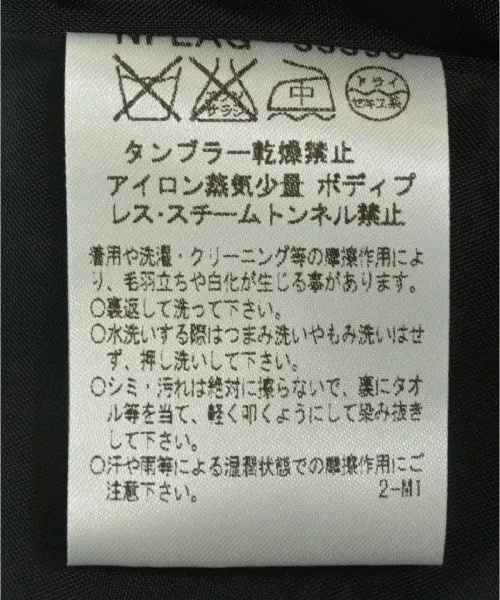 中
ドライ
セキユ系
タンブラー乾燥禁止
アイロン蒸気少量 ボディプ
レス・スチームトンネル禁止
着用や洗濯・クリーニング等の摩擦作用によ
り、毛羽立ちや白化が生じる事があります。
○裏返して洗って下さい。
○水洗いする際はつまみ洗いやもみ洗いはせ
ず、押し洗いして下さい。
○シミ・汚れは絶対に擦らないで、裏にタオ
ル等を当て、軽く叩くようにして染み抜き
して下さい。
○汗や雨等による湿潤状態での摩擦作用にご
注意下さい。
2-M1